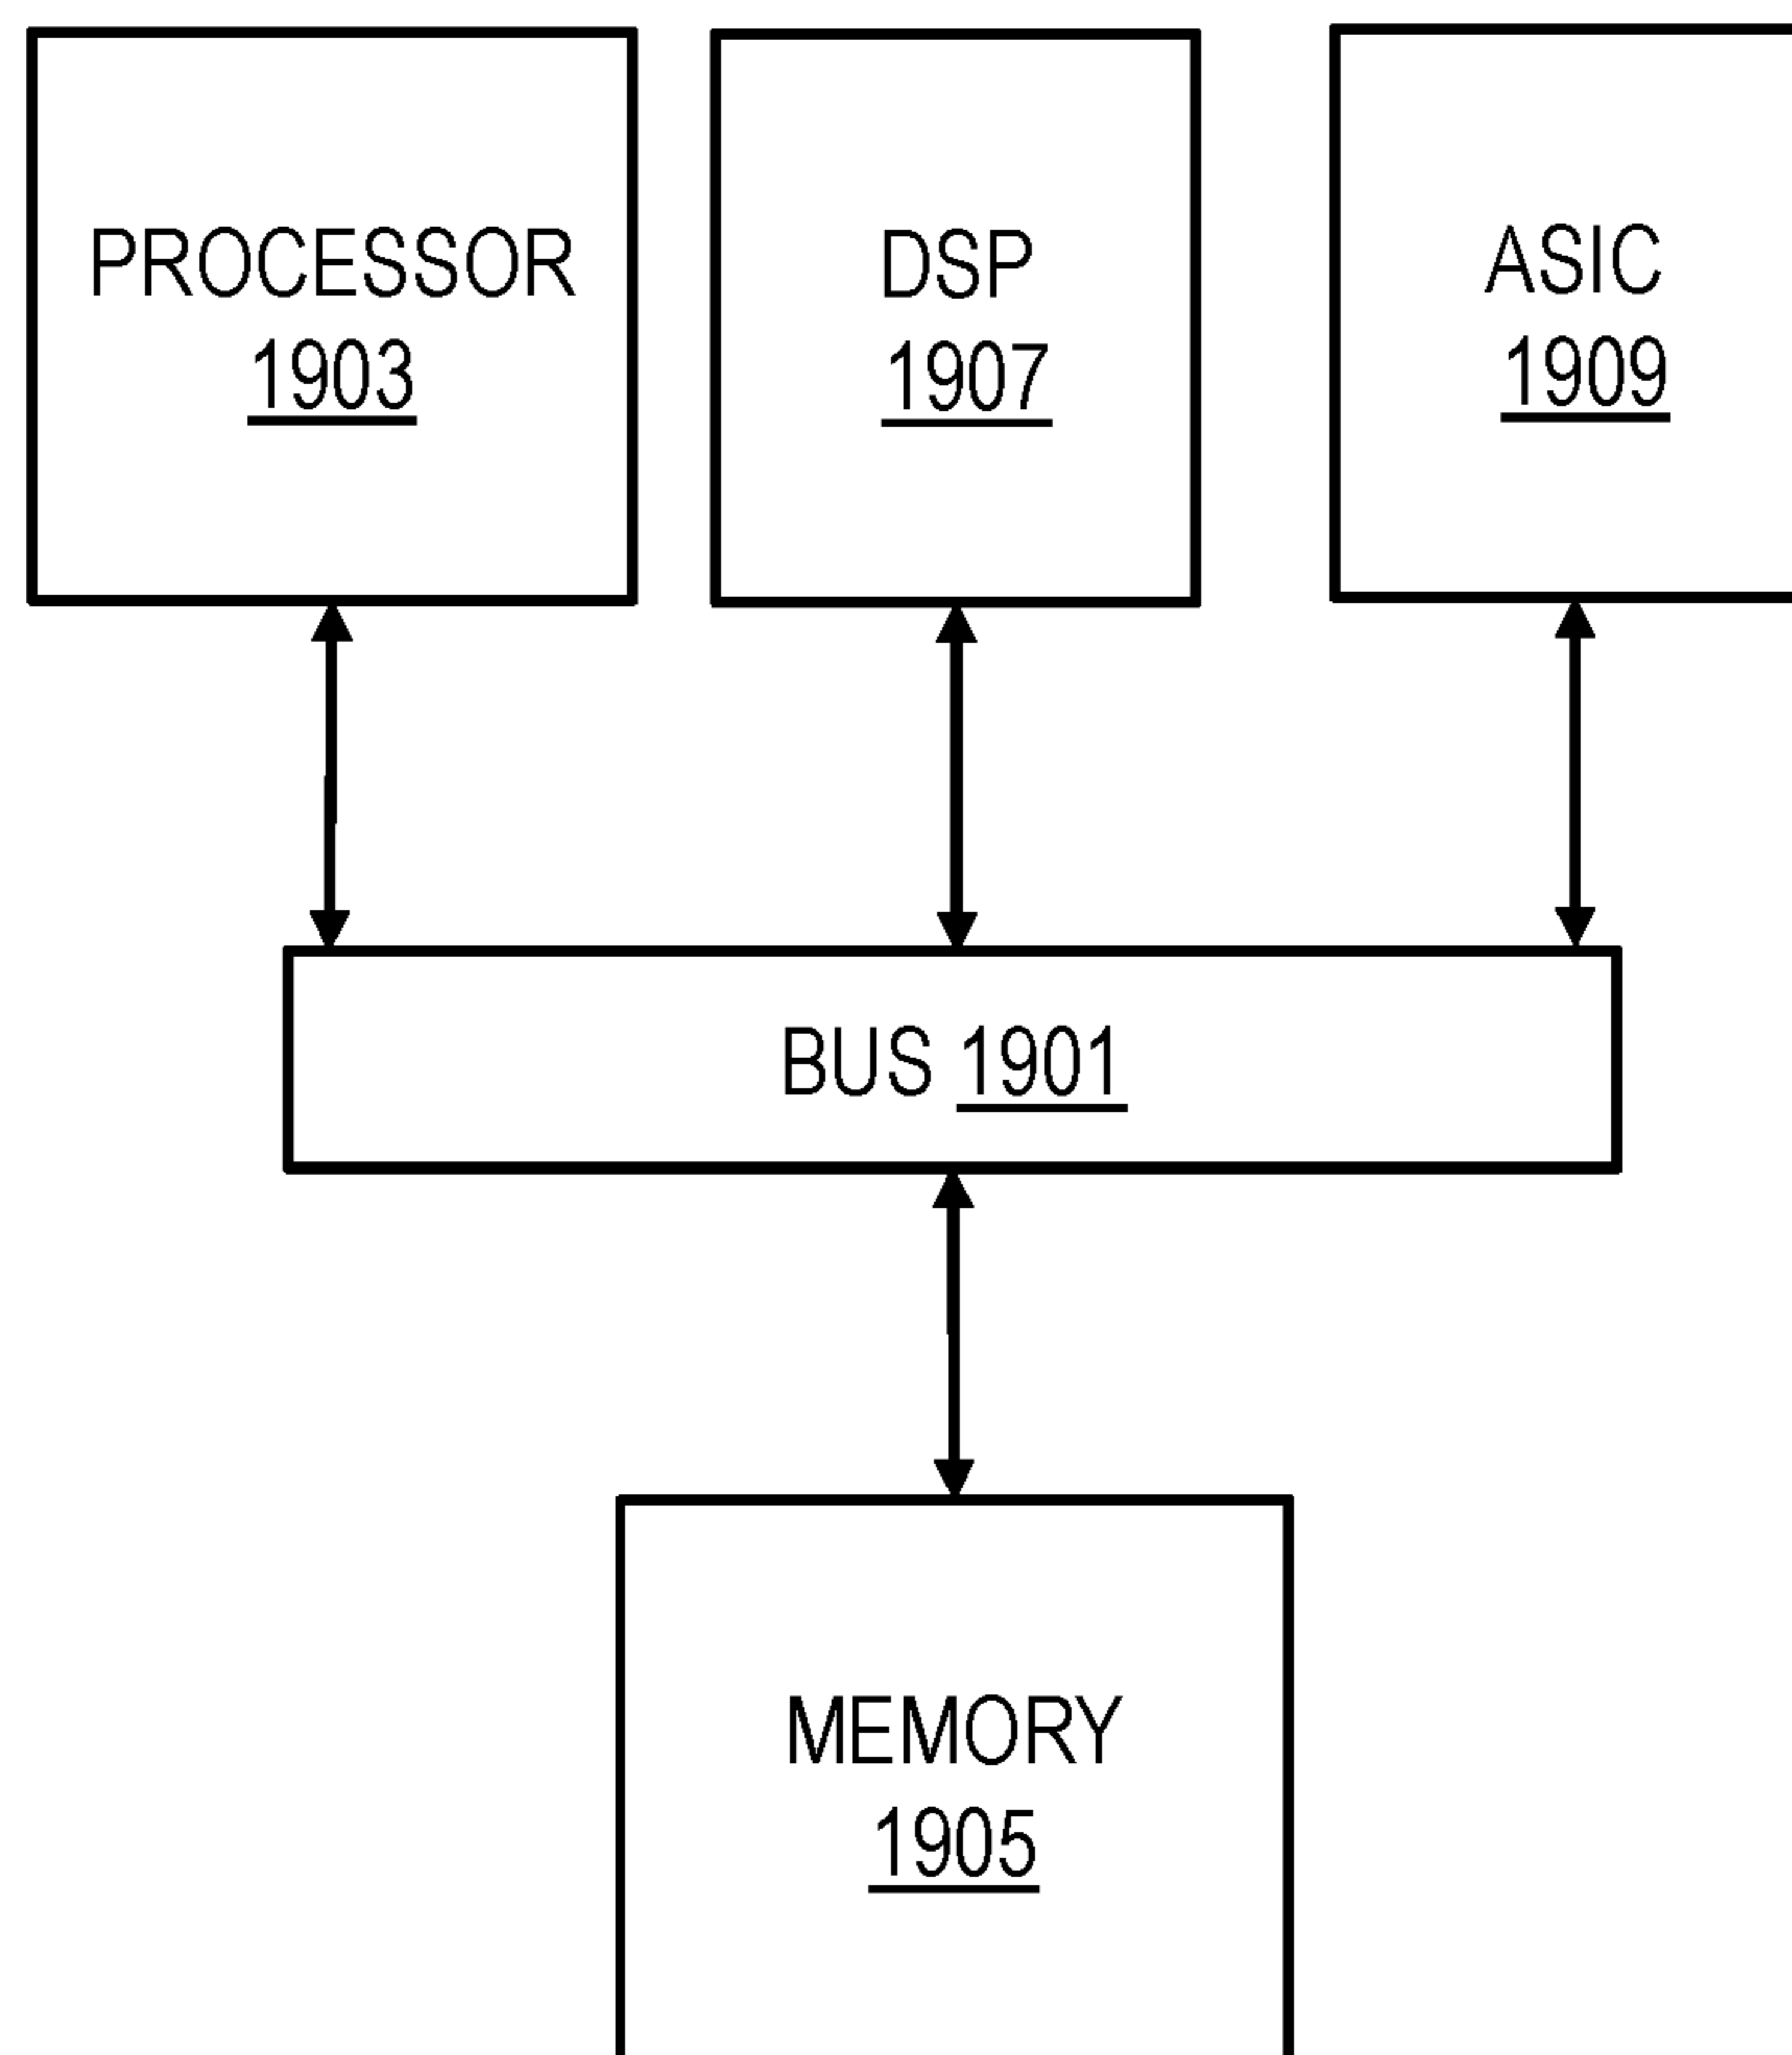 PROCESSOR
1903
DSP
1907
ASIC
1909
BUS 1901
MEMORY
1905